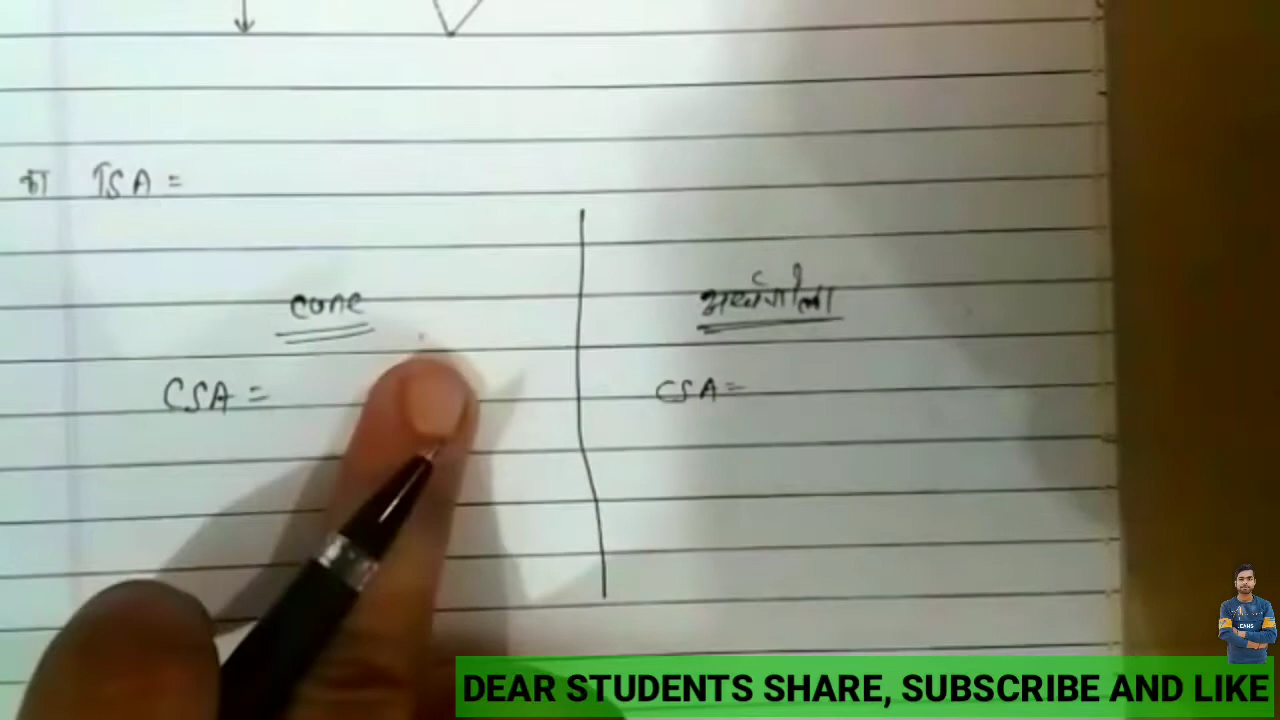 का TSA =
cone
अर्धगोला
CSA =
CSA =
DEAR STUDENTS SHARE, SUBSCRIBE AND LIKE